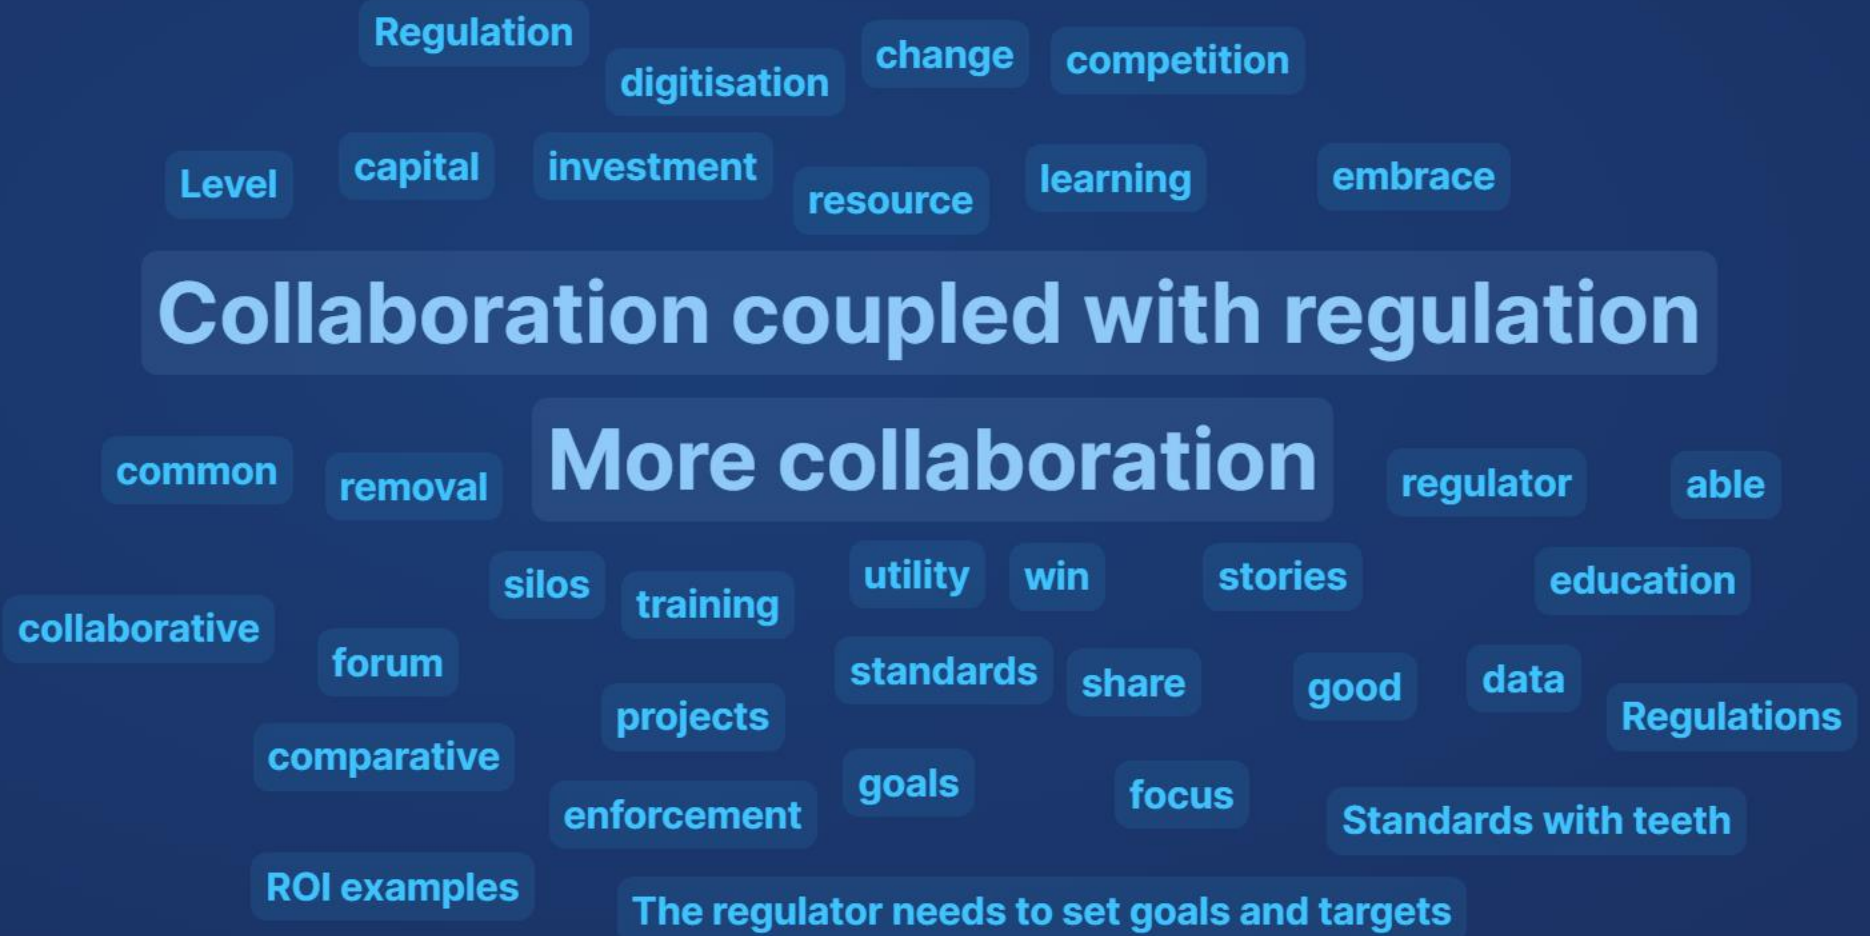 Regulation
digitisation
change
competition
Level
capital
investment
resource
learning
embrace
Collaboration coupled with regulation
More collaboration
common
removal
regulator
able
silos
training
utility
win
stories
education
collaborative
forum
projects
standards
share
good
data
Regulations
comparative
enforcement
goals
focus
Standards with teeth
ROI examples
The regulator needs to set goals and targets